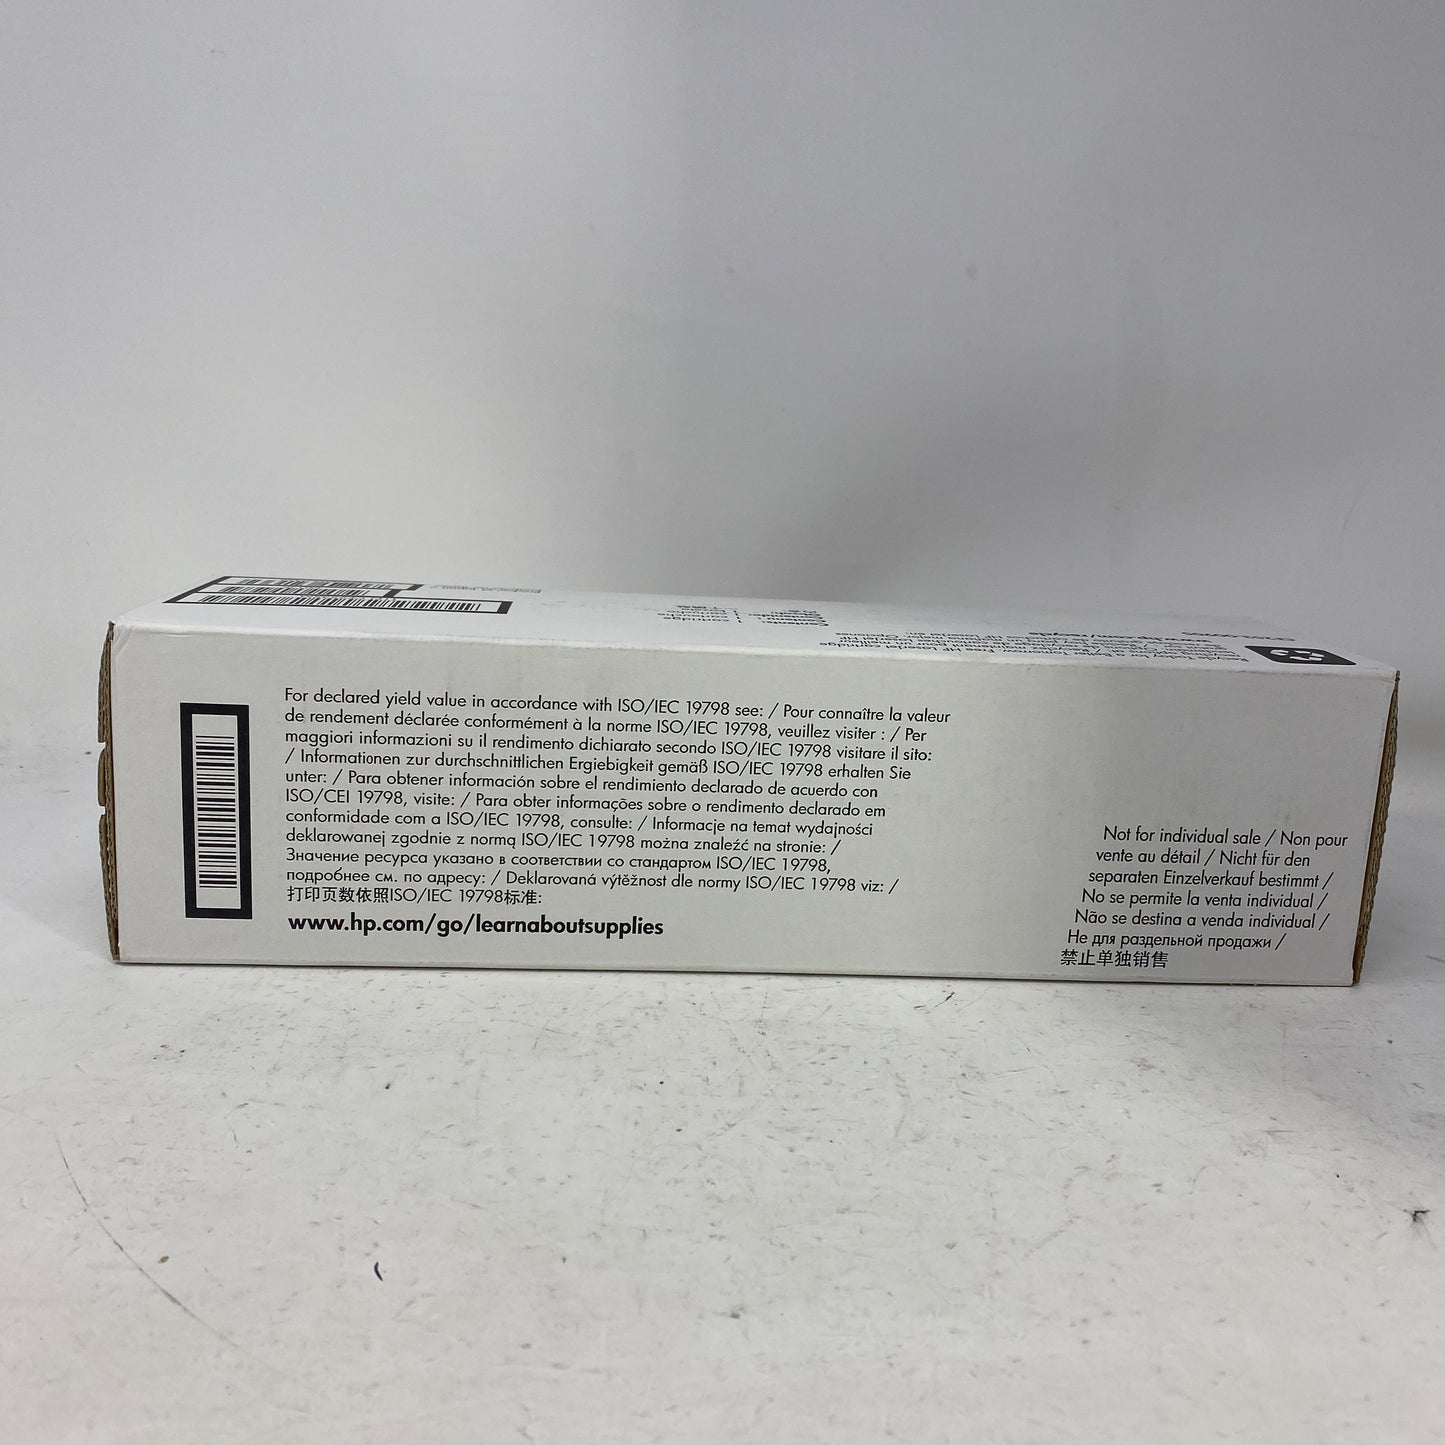 cartridge
For declared yield value in accordance with ISO/IEC 19798 see: / Pour connaître la valeur
de rendement déclarée conformément à la norme ISO/IEC 19798, veuillez visiter : / Per
maggiori informazioni su il rendimento dichiarato secondo ISO/IEC 19798 visitare il sito:
/ Informationen zur durchschnittlichen Ergiebigkeit gemäß ISO/IEC 19798 erhalten Sie
unter: / Para obtener información sobre el rendimiento declarado de acuerdo con
ISO/CEI 19798, visite: / Para obter informações sobre o rendimento declarado em
conformidade com a ISO/IEC 19798, consulte: / Informacje na temat wydajności
deklarowanej zgodnie z normą ISO/IEC 19798 można znaleźć na stronie: /
Значение ресурса указано в соответствии со стандартом ISO/IEC 19798,
подробнее см. по адресу: / Deklarovaná výtěžnost dle normy ISO/IEC 19798 viz: /
打印页数依照ISO/IEC 19798标准:
www.hp.com/go/learnaboutsupplies
Not for individual sale / Non pour
vente au détail / Nicht für den
separaten Einzelverkauf bestimmt /
No se permite la venta individual /
Não se destina a venda individual /
Не для раздельной продажи /
禁止单独销售